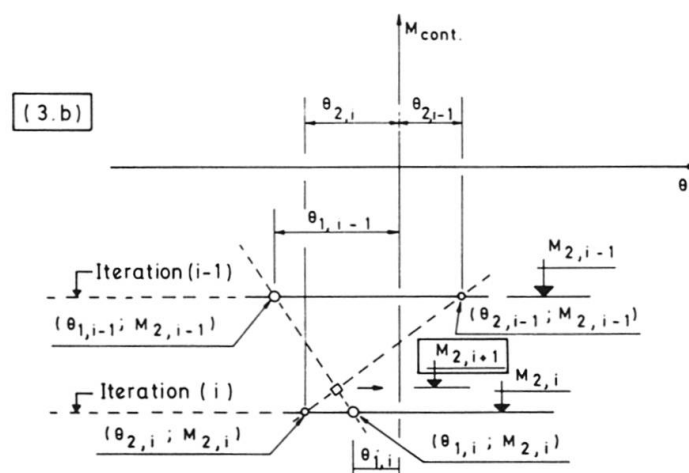 M cont.
(3.b)
θ2,i
θ2,i-1
θ
θ1,i-1
M2,i-1
Iteration (i-1)
(θ1,i-1 ; M2,i-1)
(θ2,i-1 ; M2,i-1)
M2,i+1
M2,i
Iteration (i)
(θ2,i ; M2,i)
(θ1,i ; M2,i)
θ1,i